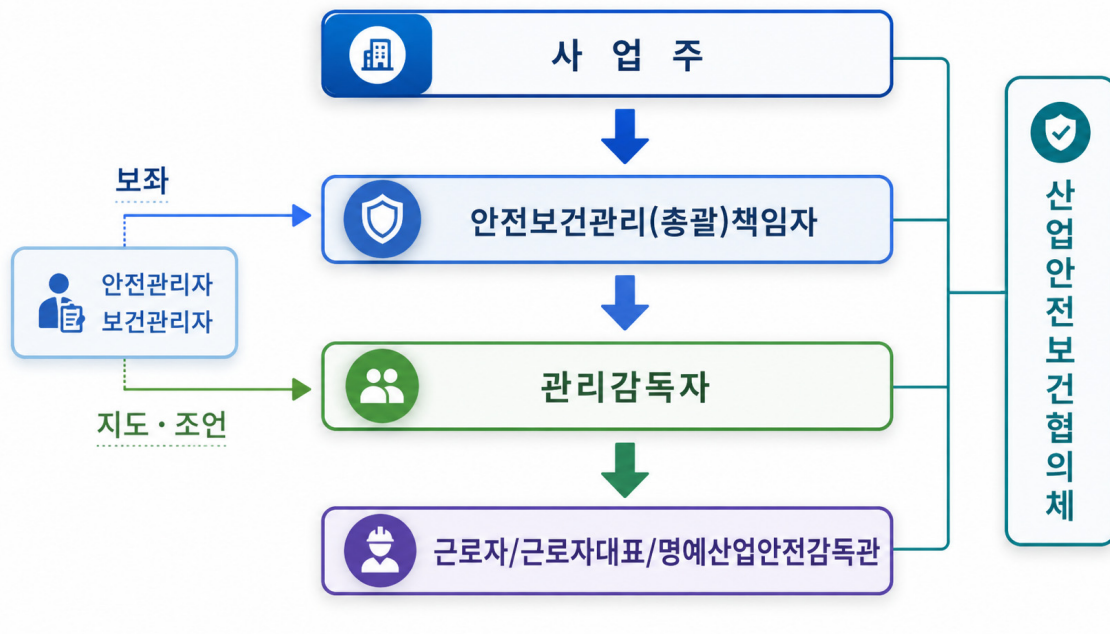 사 업 주
보좌
안전보건관리(총괄)책임자
안전관리자
보건관리자
관리감독자
지도 · 조언
근로자/근로자대표/명예산업안전감독관
산업안전보건협의체